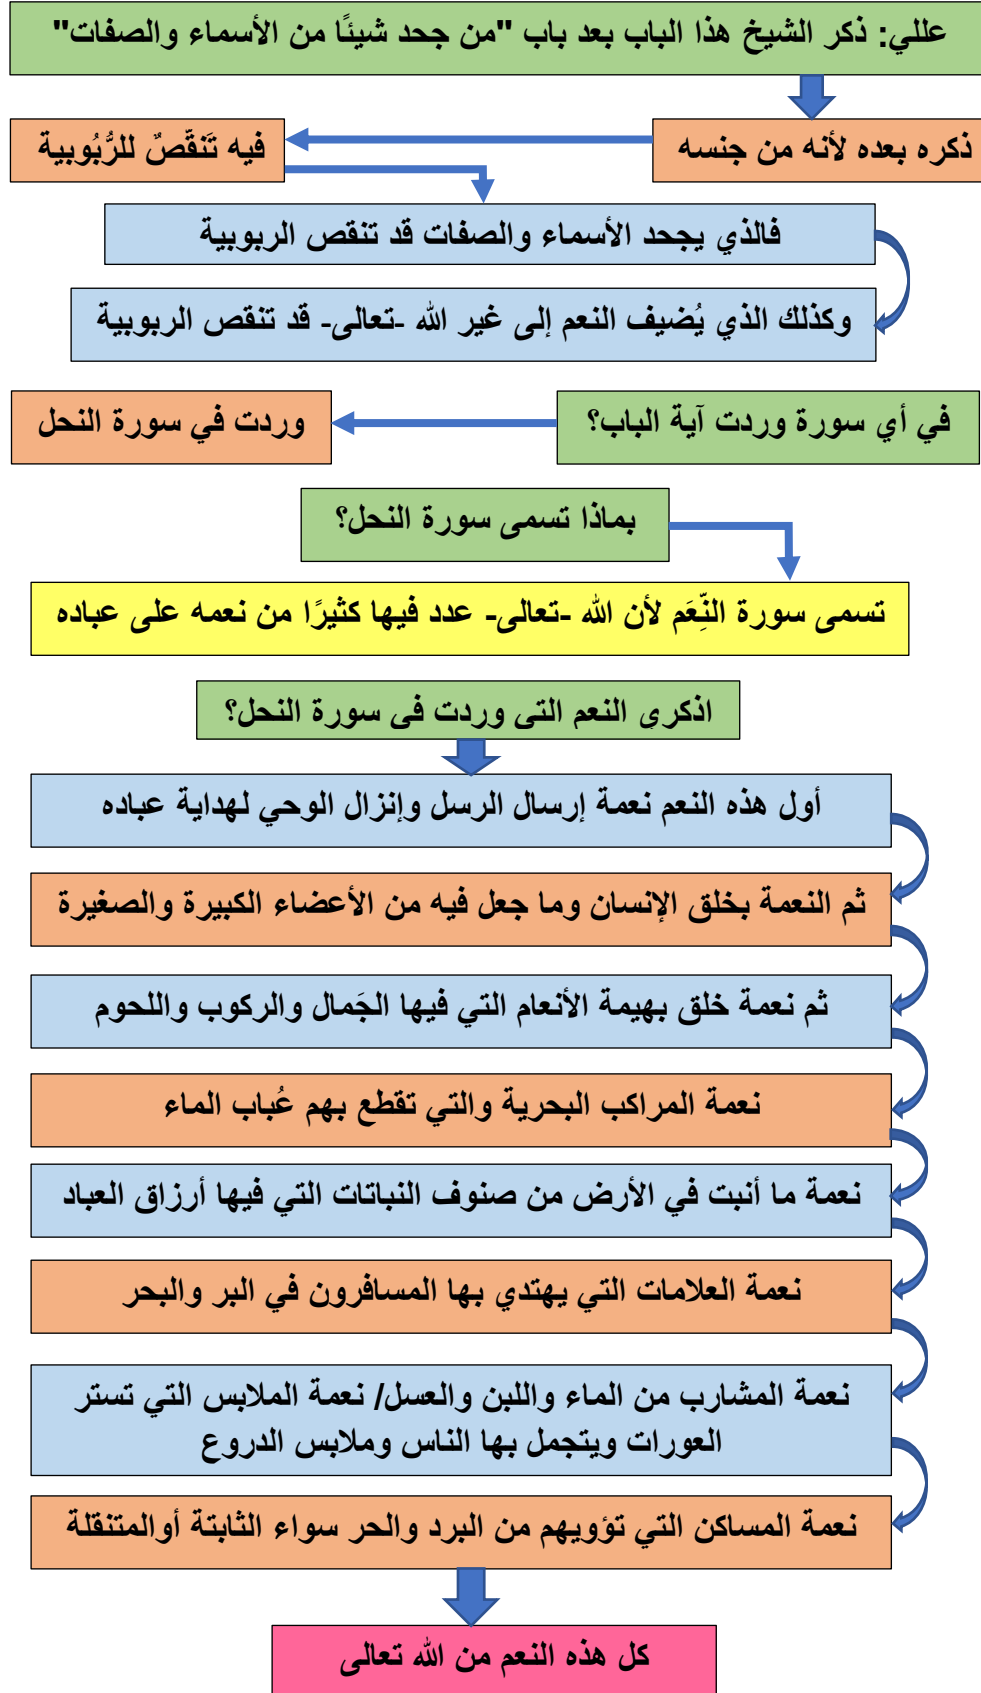 عللي: ذكر الشيخ هذا الباب بعد باب "من جحد شيئًا من الأسماء والصفات"
ذكره بعده لأنه من جنسه
فيه تَنقّصٌ للرُّبُوبية
فالذي يجحد الأسماء والصفات قد تنقص الربوبية
وكذلك الذي يُضيف النعم إلى غير الله -تعالى- قد تنقص الربوبية
في أي سورة وردت آية الباب؟
وردت في سورة النحل
بماذا تسمى سورة النحل؟
تسمى سورة النِّعَم لأن الله -تعالى- عدد فيها كثيرًا من نعمه على عباده
اذكري النعم التي وردت في سورة النحل؟
أول هذه النعم نعمة إرسال الرسل وإنزال الوحي لهداية عباده
ثم النعمة بخلق الإنسان وما جعل فيه من الأعضاء الكبيرة والصغيرة
ثم نعمة خلق بهيمة الأنعام التي فيها الجَمال والركوب واللحوم
نعمة المراكب البحرية والتي تقطع بهم عُباب الماء
نعمة ما أنبت في الأرض من صنوف النباتات التي فيها أرزاق العباد
نعمة العلامات التي يهتدي بها المسافرون في البر والبحر
نعمة المشارب من الماء واللبن والعسل/ نعمة الملابس التي تستر
العورات ويتجمل بها الناس وملابس الدروع
نعمة المساكن التي تؤويهم من البرد والحر سواء الثابتة أوالمتنقلة
كل هذه النعم من الله تعالى